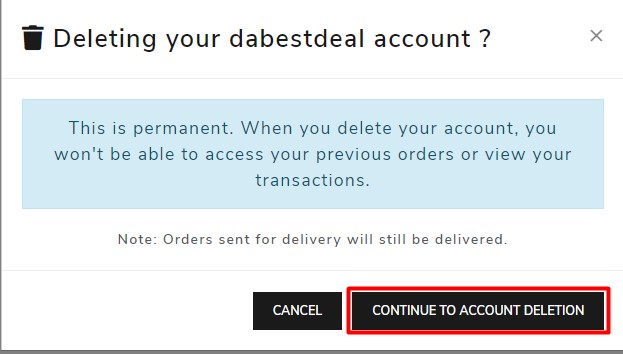 Deleting your dabestdeal account ?
This is permanent. When you delete your account, you
won't be able to access your previous orders or view your
transactions.
Note: Orders sent for delivery will still be delivered.
CANCEL
CONTINUE TO ACCOUNT DELETION